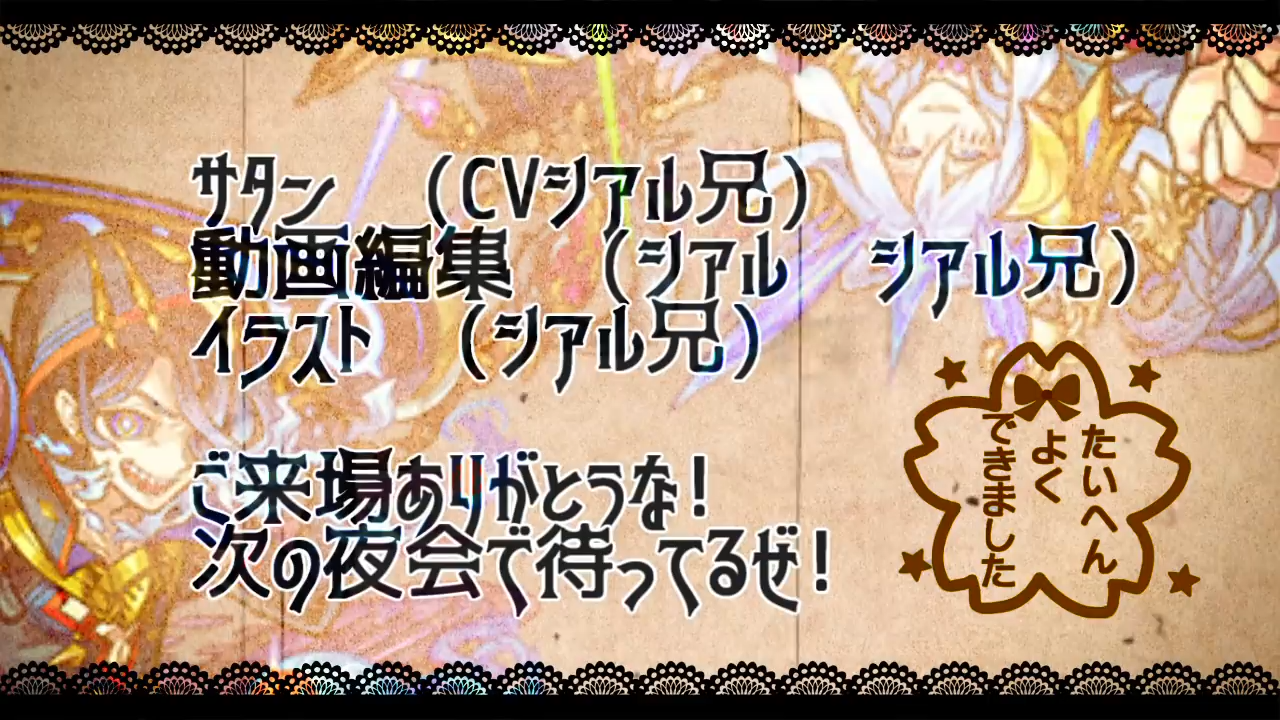 サタン　(CVシアル兄)
動画編集　(シアル　シアル兄)
イラスト　(シアル兄)
ご来場ありがとうな!
次の夜会で待ってるぜ!
たいへん
よく
できました